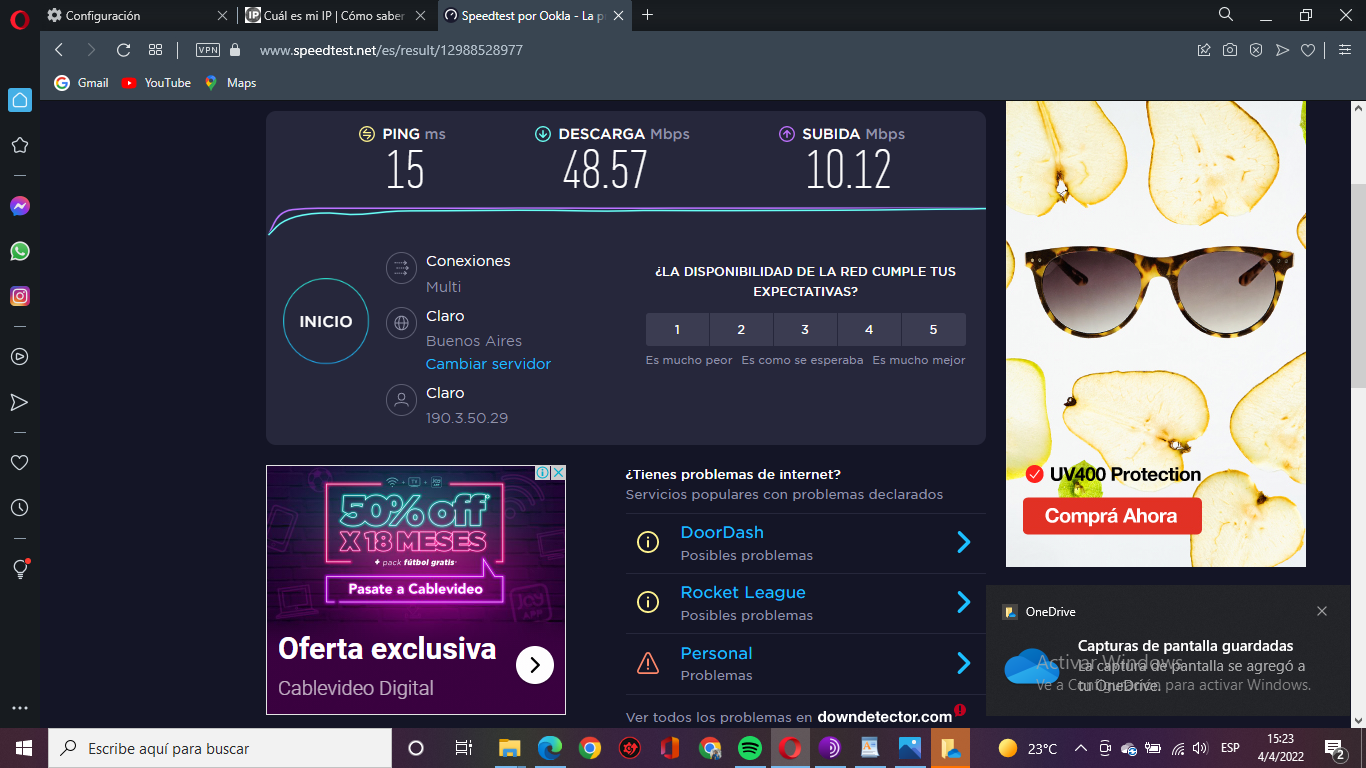 Configuración
Cuál es mi IP | Cómo saber
Speedtest por Ookla - La p
VPN
www.speedtest.net/es/result/12988528977
Gmail
YouTube
Maps
PING ms
15
DESCARGA Mbps
48.57
SUBIDA Mbps
10.12
INICIO
Conexiones
Multi
Claro
Buenos Aires
Cambiar servidor
Claro
190.3.50.29
¿LA DISPONIBILIDAD DE LA RED CUMPLE TUS
EXPECTATIVAS?
1 2 3 4 5
Es mucho peor Es como se esperaba Es mucho mejor
50% off
X 18 MESES
+ pack fútbol gratis*
Pasate a Cablevideo
Oferta exclusiva
Cablevideo Digital
¿Tienes problemas de internet?
Servicios populares con problemas declarados
DoorDash
Posibles problemas
Rocket League
Posibles problemas
Personal
Problemas
Ver todos los problemas en downdetector.com
UV400 Protection
Comprá Ahora
OneDrive
Capturas de pantalla guardadas
La captura de pantalla se agregó a
tu OneDrive.
Activar Windows
Ve a Configuración para activar Windows.
Escribe aquí para buscar
23°C
ESP
15:23
4/4/2022
2